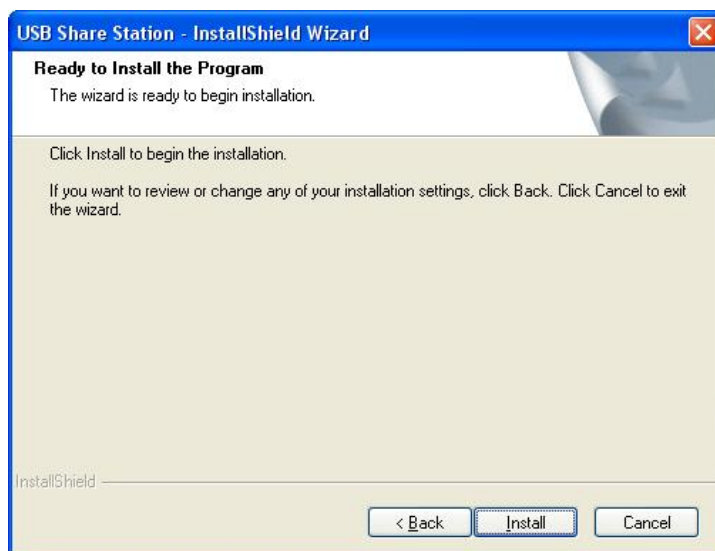 USB Share Station - InstallShield Wizard
Ready to Install the Program
The wizard is ready to begin installation.
Click Install to begin the installation.
If you want to review or change any of your installation settings, click Back. Click Cancel to exit
the wizard.
InstallShield
< Back
Install
Cancel